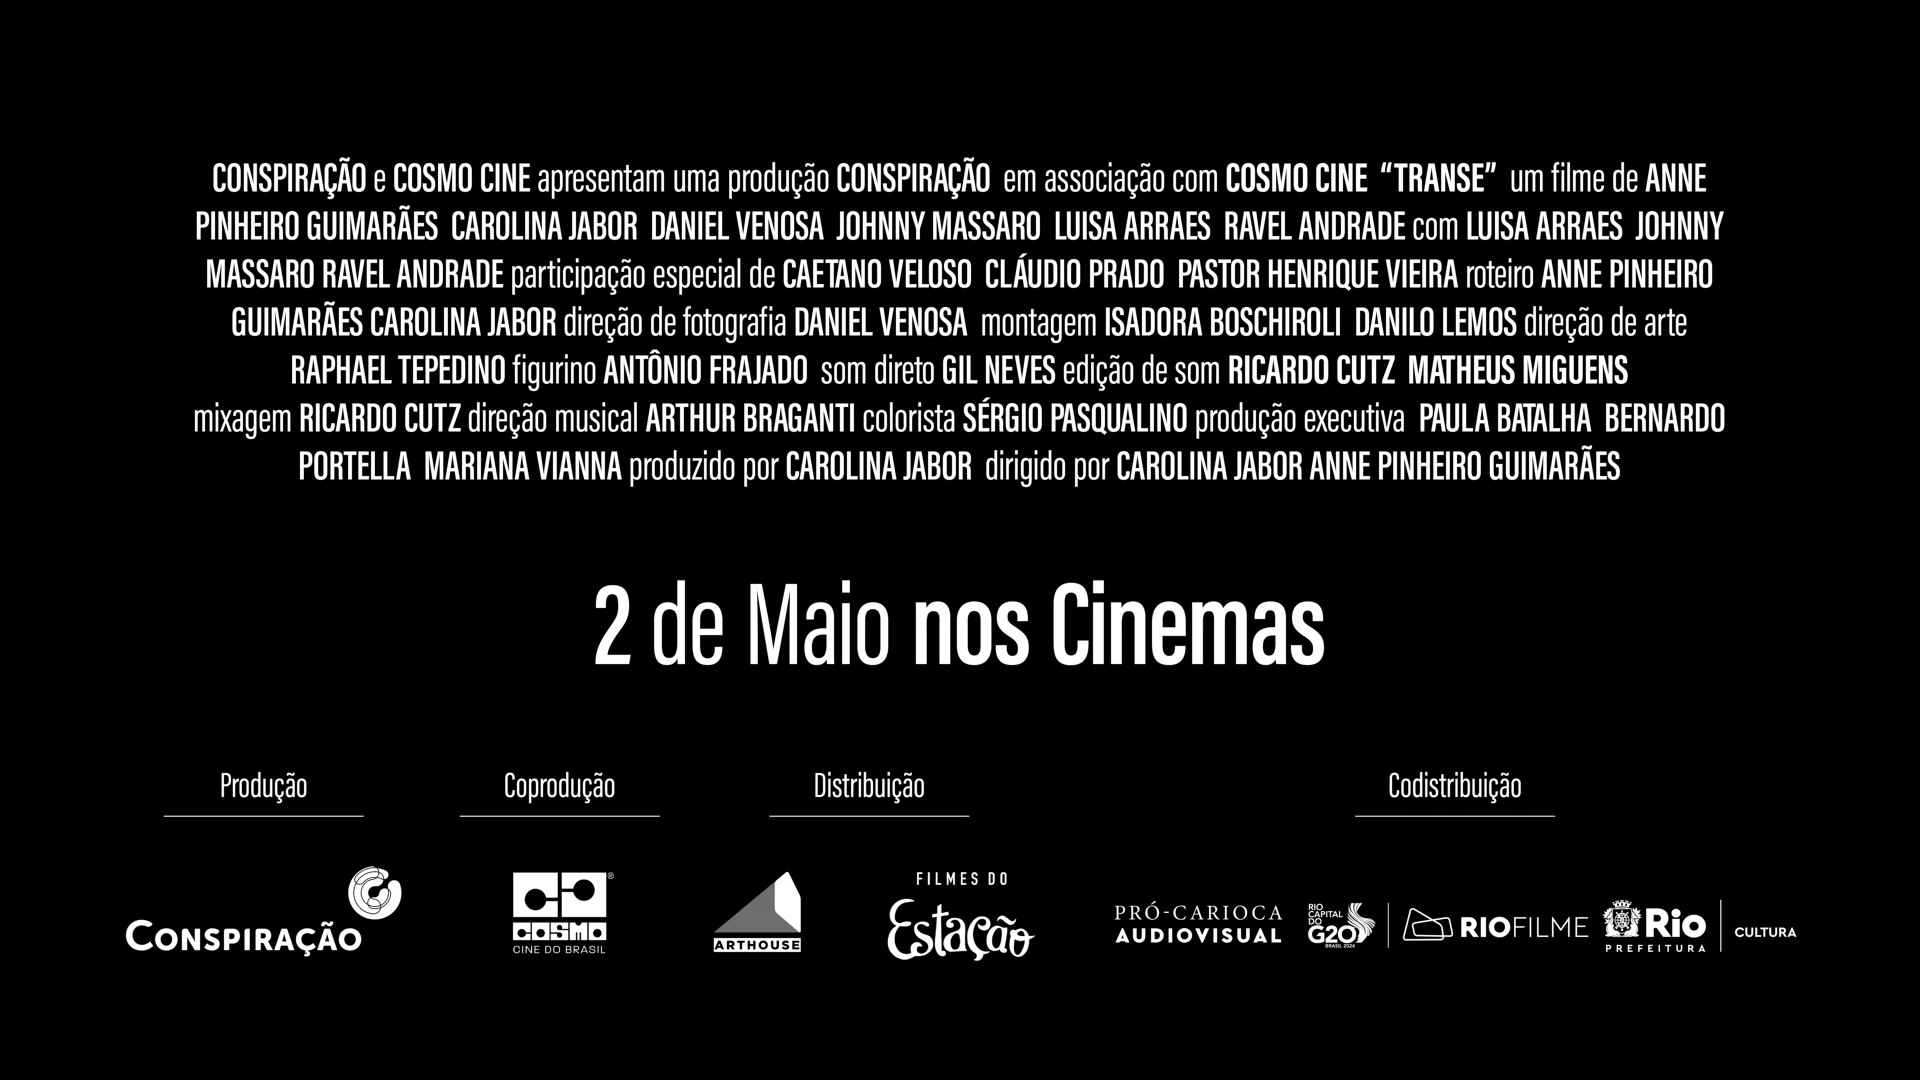 CONSPIRAÇÃO e COSMO CINE apresentam uma produção CONSPIRAÇÃO em associação com COSMO CINE “TRANSE” um filme de ANNE
PINHEIRO GUIMARÃES CAROLINA JABOR DANIEL VENOSA JOHNNY MASSARO LUISA ARRAES RAVEL ANDRADE com LUISA ARRAES JOHNNY
MASSARO RAVEL ANDRADE participação especial de CAETANO VELOSO CLÁUDIO PRADO PASTOR HENRIQUE VIEIRA roteiro ANNE PINHEIRO
GUIMARÃES CAROLINA JABOR direção de fotografia DANIEL VENOSA montagem ISADORA BOSCHIROLI DANILO LEMOS direção de arte
RAPHAEL TEPEDINO figurino ANTÔNIO FRAJADO som direto GIL NEVES edição de som RICARDO CUTZ MATHEUS MIGUENS
mixagem RICARDO CUTZ direção musical ARTHUR BRAGANTI colorista SÉRGIO PASQUALINO produção executiva PAULA BATALHA BERNARDO
PORTELLA MARIANA VIANNA produzido por CAROLINA JABOR dirigido por CAROLINA JABOR ANNE PINHEIRO GUIMARÃES
2 de Maio nos Cinemas
Produção
Coprodução
Distribuição
Codistribuição
CONSPIRAÇÃO
COSMO
CINE DO BRASIL
ARTHOUSE
FILMES DO
Estação
PRÓ-CARIOCA
AUDIOVISUAL
RIO
CAPITAL
DO
G20
BRASIL 2024
RIOFILME
Rio
PREFEITURA
CULTURA